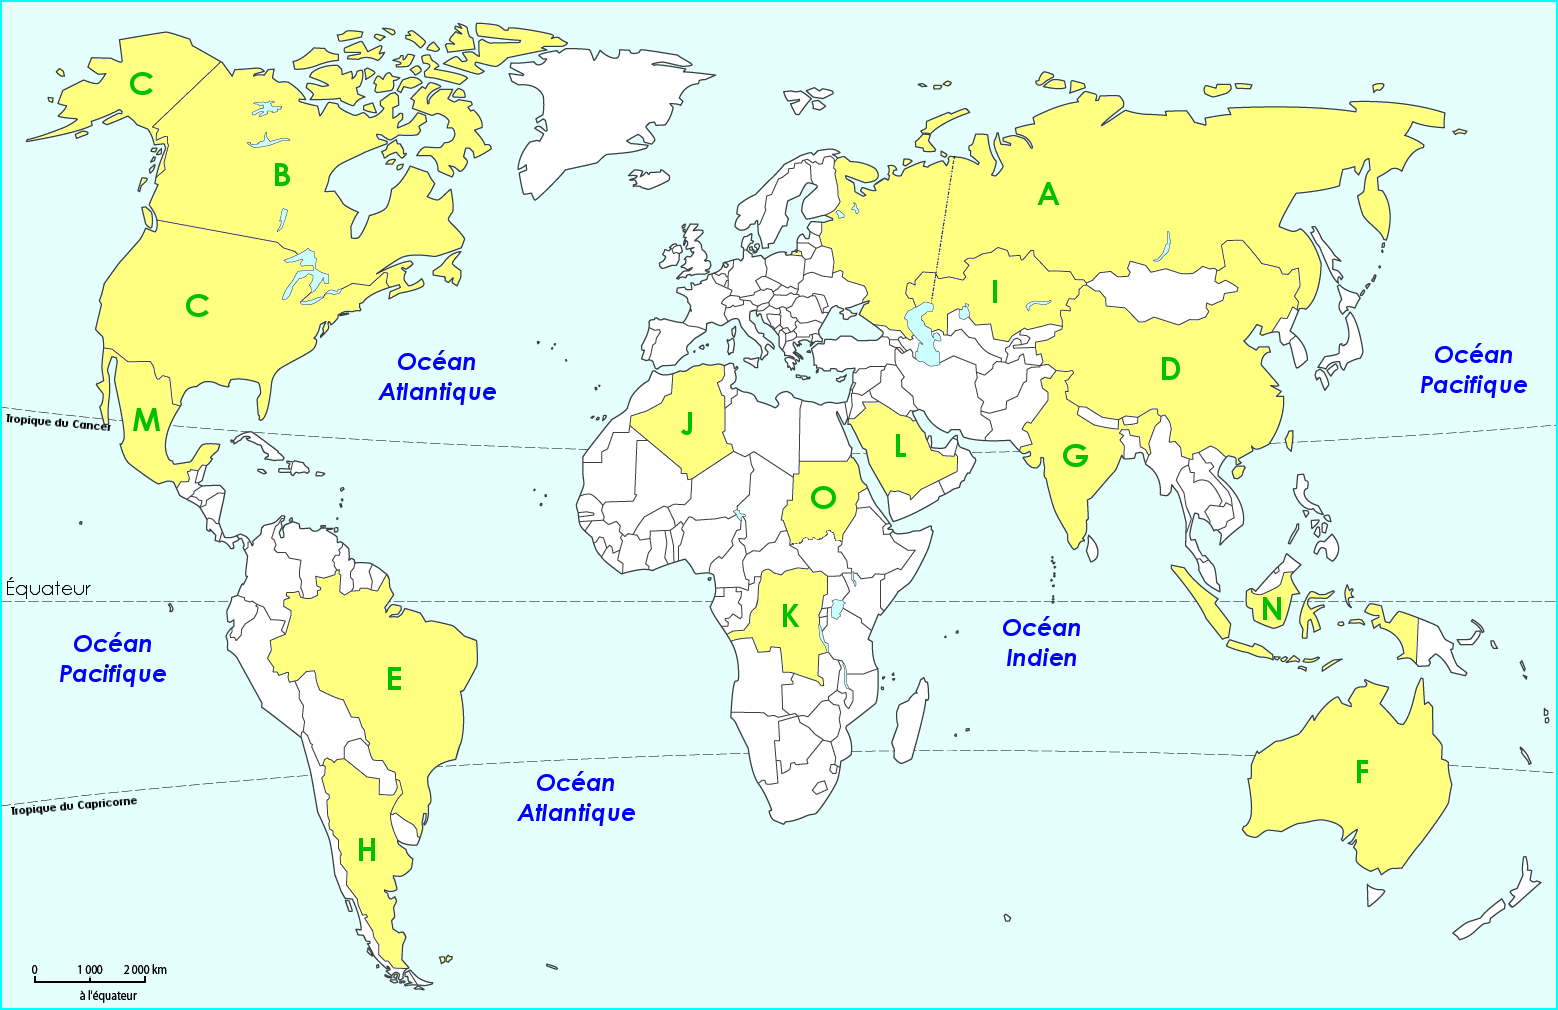 C
B
A
I
C
Océan
Atlantique
Océan
Pacifique
D
Tropique du Cancer
M
J
L
G
O
Équateur
K
N
Océan
Pacifique
Océan
Indien
E
F
Océan
Atlantique
Tropique du Capricorne
H
0 1 000 2 000 km
à l'équateur